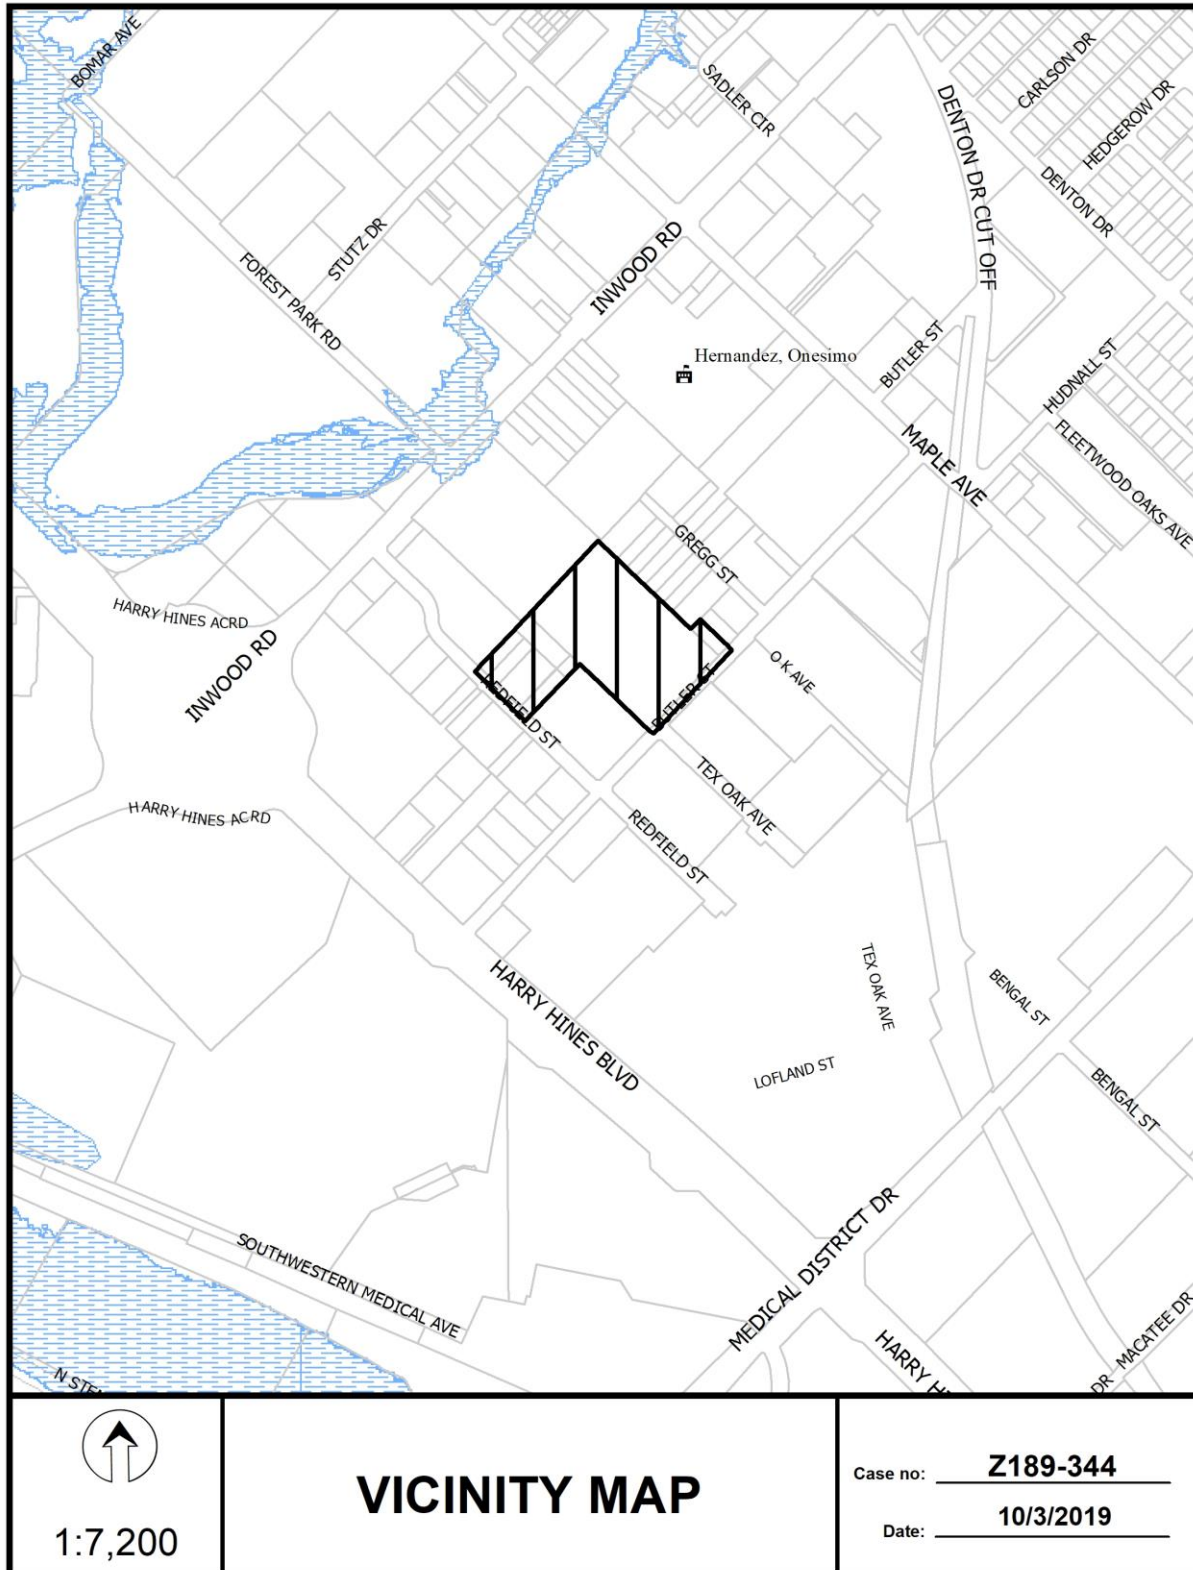 BOMAR AVE
SADLER CIR
CARLSON DR
HEDGEROW DR
DENTON DR CUT OFF
DENTON DR
STUTZ DR
FOREST PARK RD
INWOOD RD
BUTLER ST
HUDNALL ST
Hernandez, Onesimo
MAPLE AVE
FLEETWOOD OAKS AVE
GREGG ST
HARRY HINES ACRD
INWOOD RD
O K AVE
REDFIELD ST
BUTLER ST
TEX OAK AVE
HARRY HINES ACRD
REDFIELD ST
TEX OAK AVE
BENGAL ST
HARRY HINES BLVD
LOFLAND ST
BENGAL ST
MEDICAL DISTRICT DR
SOUTHWESTERN MEDICAL AVE
MACATEE DR
HARRY H
DR
N STE
1:7,200
VICINITY MAP
Case no: Z189-344
Date: 10/3/2019